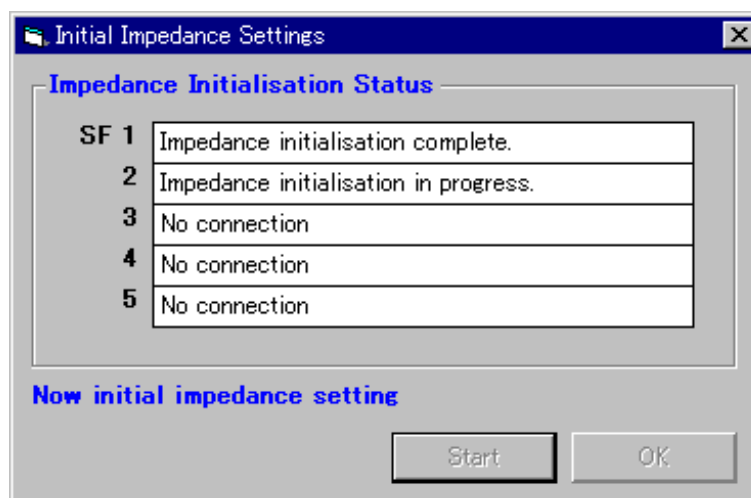 Initial Impedance Settings
Impedance Initialisation Status
SF 1 Impedance initialisation complete.
2 Impedance initialisation in progress.
3 No connection
4 No connection
5 No connection
Now initial impedance setting
Start OK